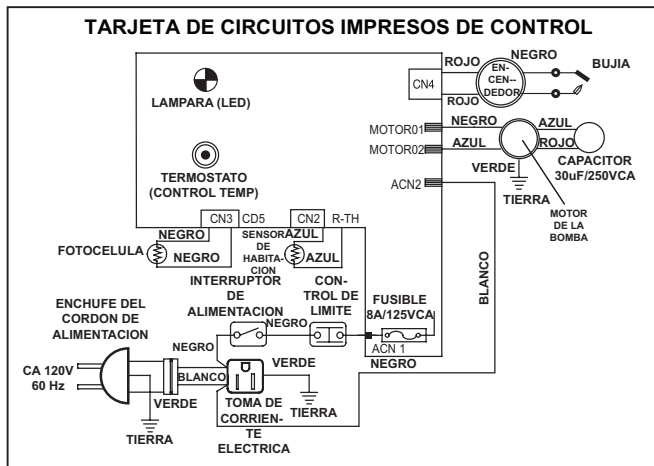 TARJETA DE CIRCUITOS IMPRESOS DE CONTROL
LAMPARA (LED)
TERMOSTATO
(CONTROL TEMP)
CN4
ROJO
ROJO
EN-
CEN--
DEDOR
NEGRO
BUJIA
MOTOR01
NEGRO
MOTOR02
AZUL
VERDE
TIERRA
AZUL
ROJO
CAPACITOR
30uF/250VCA
MOTOR
DE LA
BOMBA
ACN2
BLANCO
CN3
CD5
CN2
R-TH
NEGRO
NEGRO
FOTOCELULA
SENSOR
DE
HABITA-
CION
AZUL
AZUL
INTERRUPTOR
DE
ALIMENTACION
CON-
TROL DE
LIMITE
FUSIBLE
8A/125VCA
NEGRO
NEGRO
ACN 1
NEGRO
ENCHUFE DEL
CORDON DE
ALIMENTACION
CA 120V
60 Hz
BLANCO
VERDE
TIERRA
VERDE
TIERRA
TOMA DE
CORRIEN-
TE
ELECTRICA